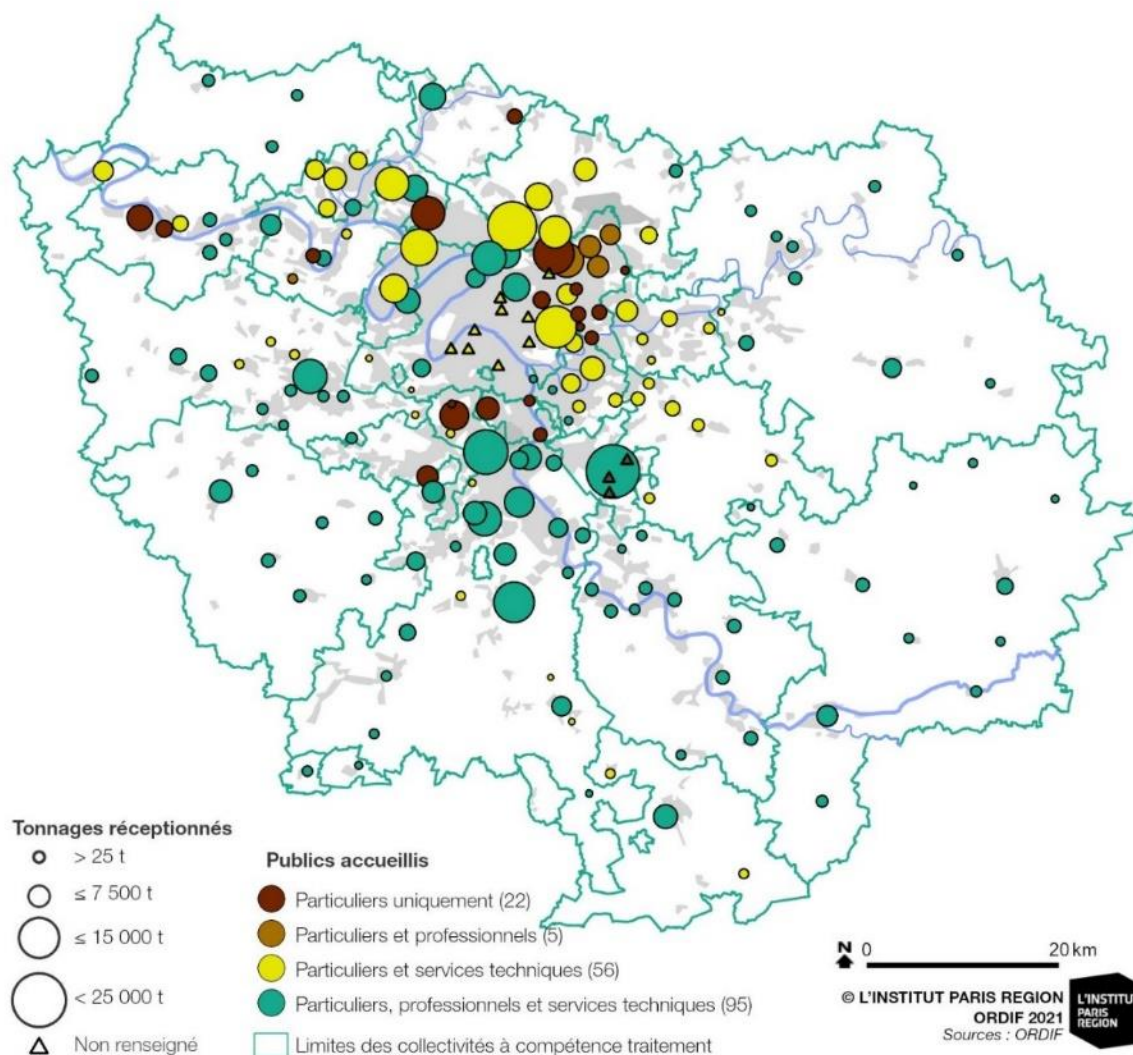 Tonnages réceptionnés
> 25 t
≤ 7 500 t
≤ 15 000 t
< 25 000 t
Non renseigné
Publics accueillis
Particuliers uniquement (22)
Particuliers et professionnels (5)
Particuliers et services techniques (56)
Particuliers, professionnels et services techniques (95)
Limites des collectivités à compétence traitement
N 0 20 km
© L'INSTITUT PARIS REGION
ORDIF 2021
Sources : ORDIF
L'INSTITUT
PARIS
REGION